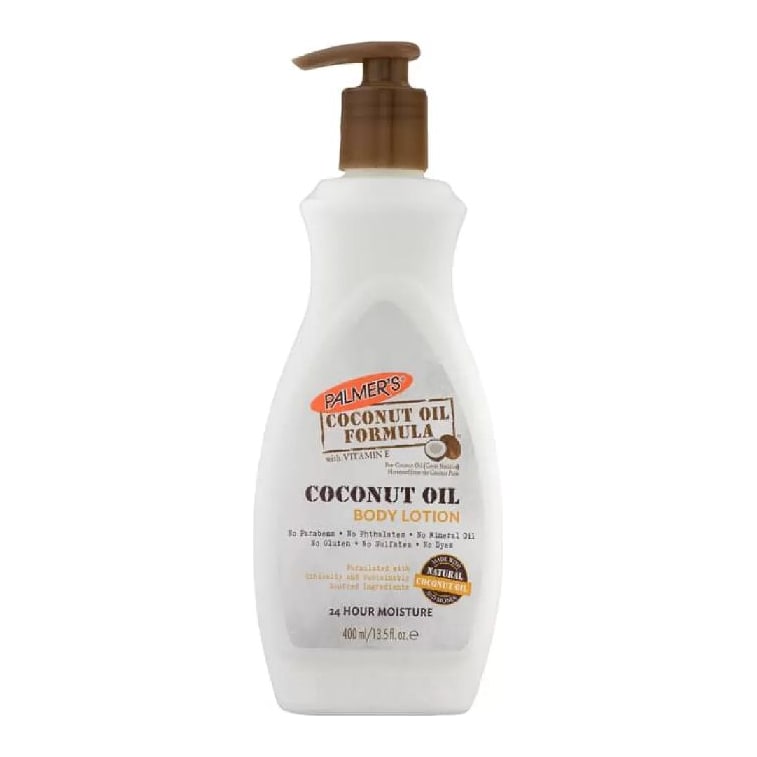 PALMER'S®
COCONUT OIL
FORMULA
with VITAMIN E
COCONUT OIL
BODY LOTION
No Parabens • No Phthalates • No Mineral Oil
No Gluten • No Sulfates • No Dyes
Formulated with
Ethically and Sustainably
Sourced Ingredients
MADE WITH
NATURAL
COCONUT OIL
24 HOUR MOISTURE
400 ml/13.5 fl. oz. ℮